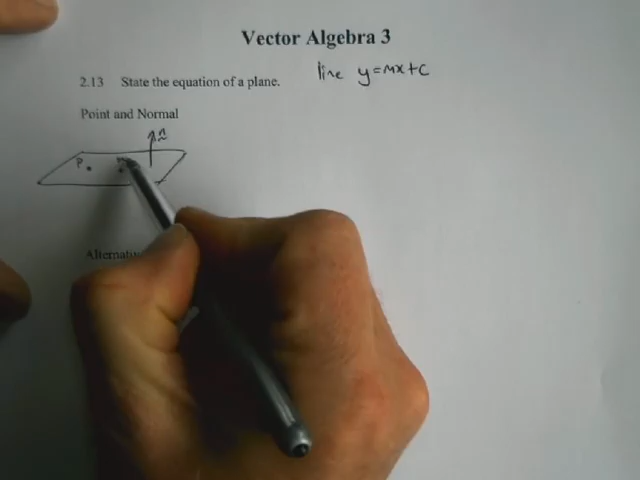 Vector Algebra 3
2.13 State the equation of a plane. line y=mx+c
Point and Normal
n
P